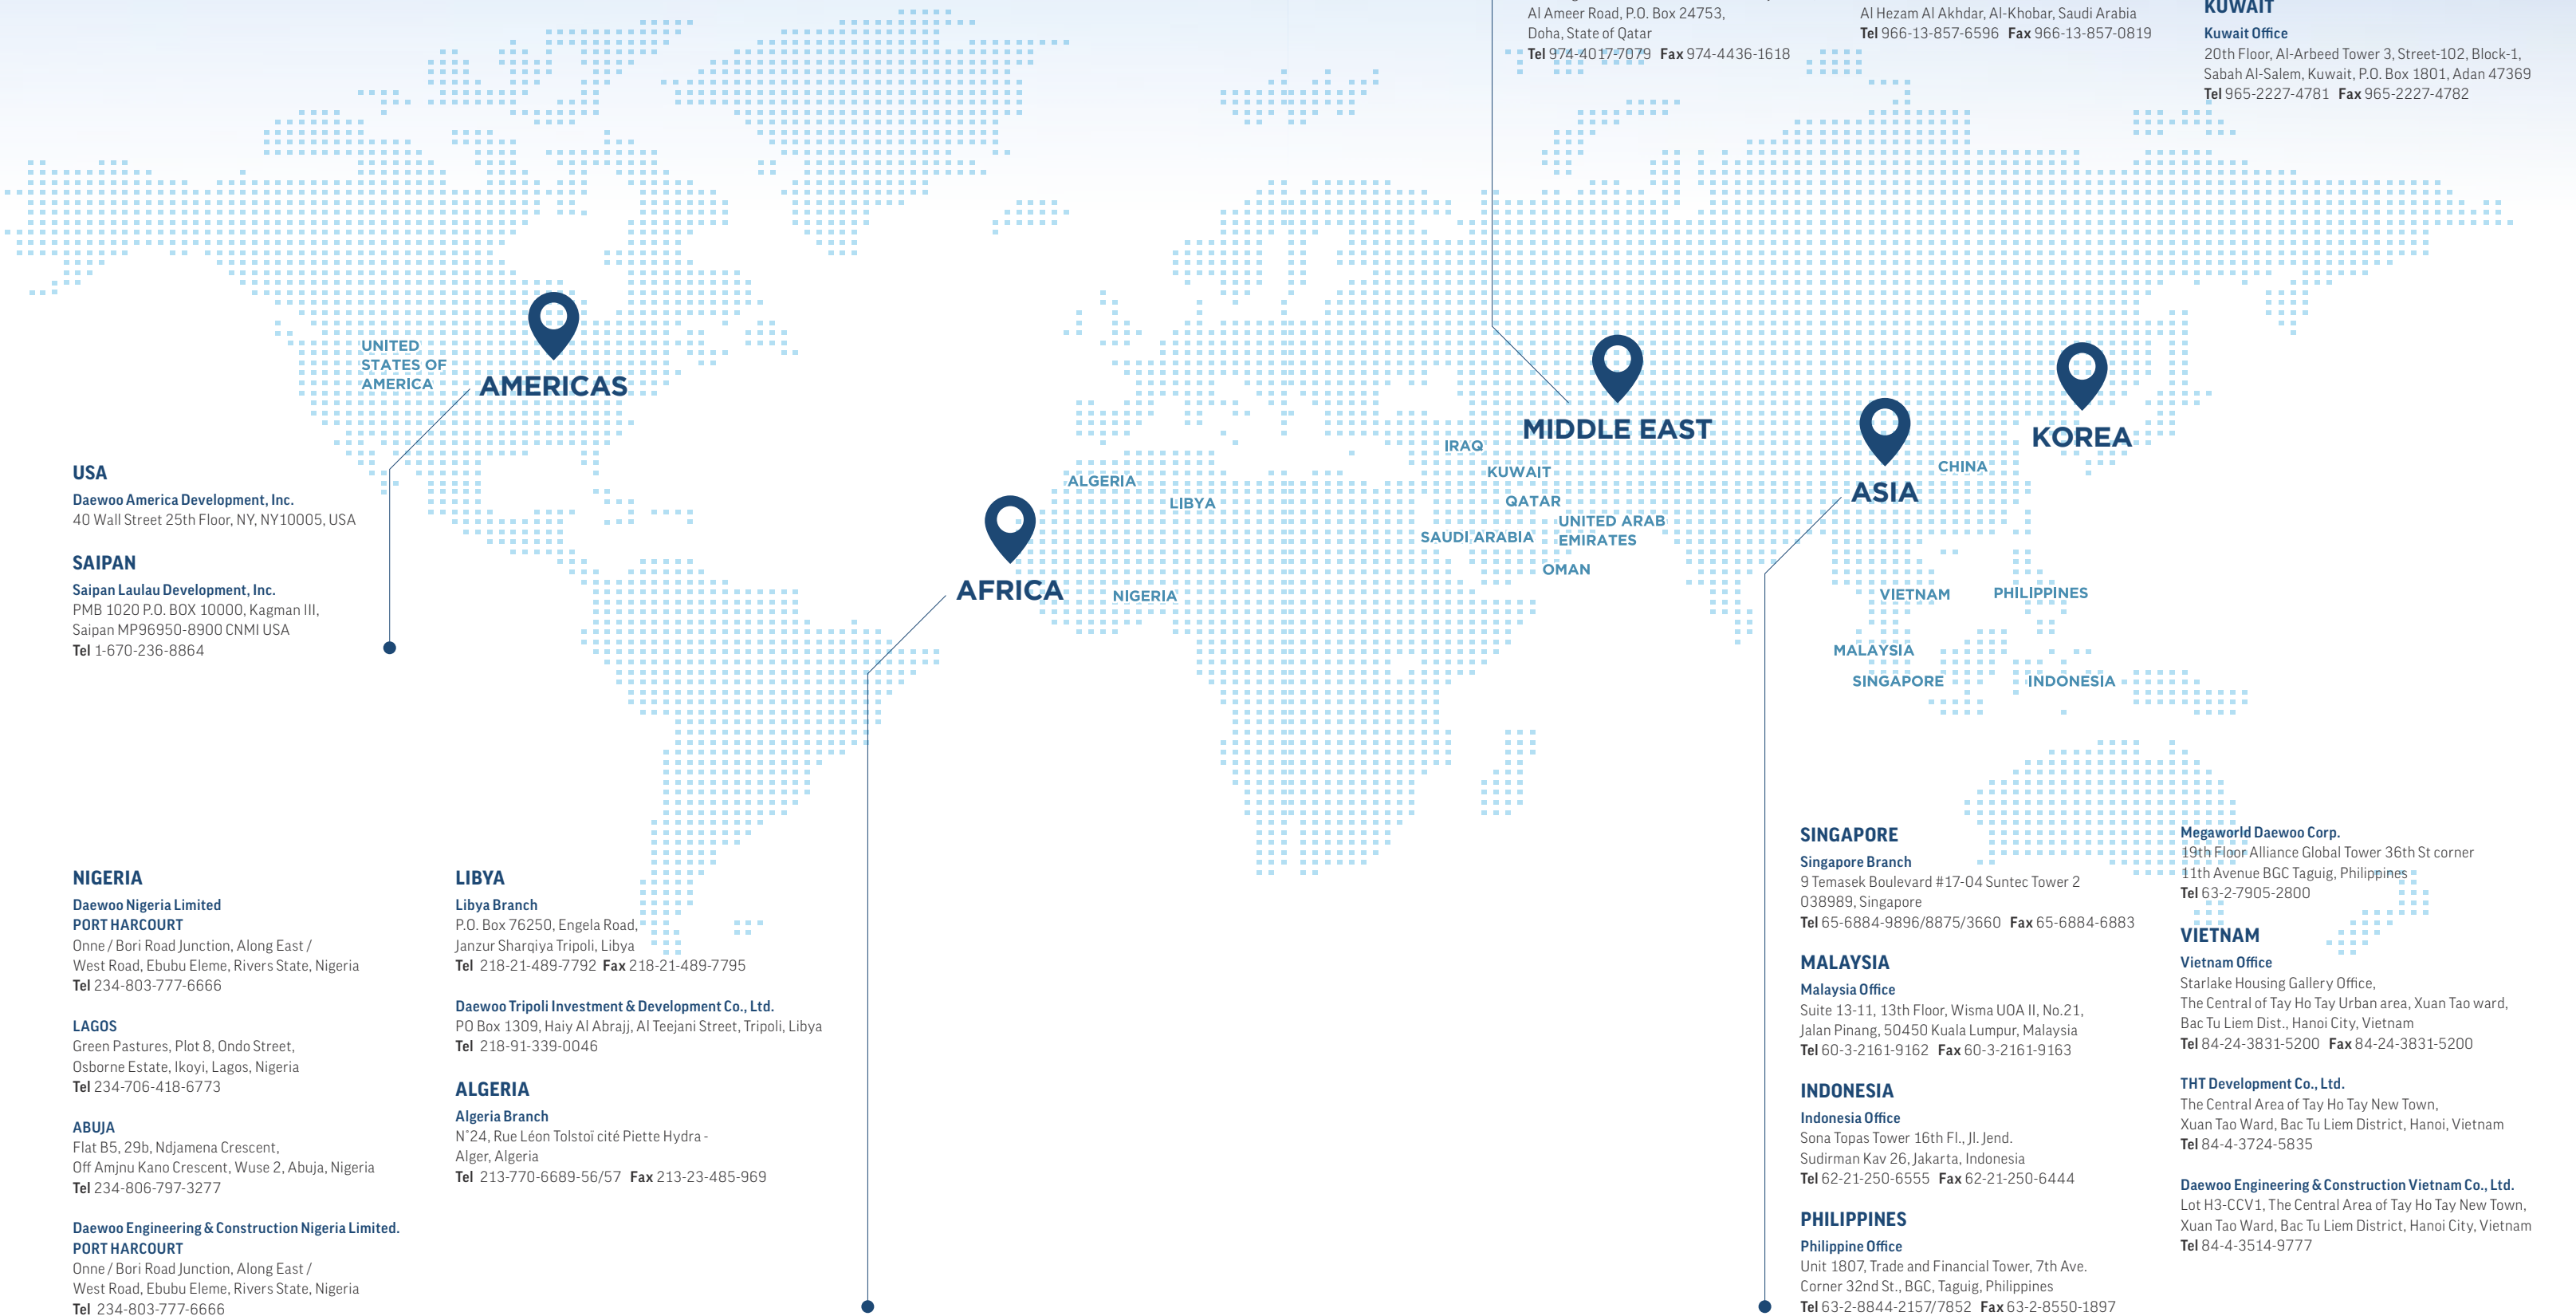 Al Ameer Road, P.O. Box 24753,
Doha, State of Qatar
Tel 974-4017-7079 Fax 974-4436-1618
Al Hezam Al Akhdar, Al-Khobar, Saudi Arabia
Tel 966-13-857-6596 Fax 966-13-857-0819
KUWAIT
Kuwait Office
20th Floor, Al-Arbeed Tower 3, Street-102, Block-1,
Sabah Al-Salem, Kuwait, P.O. Box 1801, Adan 47369
Tel 965-2227-4781 Fax 965-2227-4782
UNITED
STATES OF
AMERICA
AMERICAS
MIDDLE EAST
KOREA
ASIA
CHINA
IRAQ
KUWAIT
QATAR
UNITED ARAB
EMIRATES
SAUDI ARABIA
OMAN
ALGERIA
LIBYA
AFRICA
NIGERIA
VIETNAM
PHILIPPINES
MALAYSIA
SINGAPORE
INDONESIA
USA
Daewoo America Development, Inc.
40 Wall Street 25th Floor, NY, NY10005, USA
SAIPAN
Saipan Laulau Development, Inc.
PMB 1020 P.O. BOX 10000, Kagman III,
Saipan MP96950-8900 CNMI USA
Tel 1-670-236-8864
NIGERIA
Daewoo Nigeria Limited
PORT HARCOURT
Onne / Bori Road Junction, Along East /
West Road, Ebubu Eleme, Rivers State, Nigeria
Tel 234-803-777-6666
LAGOS
Green Pastures, Plot 8, Ondo Street,
Osborne Estate, Ikoyi, Lagos, Nigeria
Tel 234-706-418-6773
ABUJA
Flat B5, 29b, Ndjamena Crescent,
Off Amjnu Kano Crescent, Wuse 2, Abuja, Nigeria
Tel 234-806-797-3277
Daewoo Engineering & Construction Nigeria Limited.
PORT HARCOURT
Onne / Bori Road Junction, Along East /
West Road, Ebubu Eleme, Rivers State, Nigeria
Tel 234-803-777-6666
LIBYA
Libya Branch
P.O. Box 76250, Engela Road,
Janzur Sharqiya Tripoli, Libya
Tel 218-21-489-7792 Fax 218-21-489-7795
Daewoo Tripoli Investment & Development Co., Ltd.
PO Box 1309, Haiy Al Abrajj, Al Teejani Street, Tripoli, Libya
Tel 218-91-339-0046
ALGERIA
Algeria Branch
N°24, Rue Léon Tolstoï cité Piette Hydra -
Alger, Algeria
Tel 213-770-6689-56/57 Fax 213-23-485-969
SINGAPORE
Singapore Branch
9 Temasek Boulevard #17-04 Suntec Tower 2
038989, Singapore
Tel 65-6884-9896/8875/3660 Fax 65-6884-6883
MALAYSIA
Malaysia Office
Suite 13-11, 13th Floor, Wisma UOA II, No.21,
Jalan Pinang, 50450 Kuala Lumpur, Malaysia
Tel 60-3-2161-9162 Fax 60-3-2161-9163
INDONESIA
Indonesia Office
Sona Topas Tower 16th Fl., Jl. Jend.
Sudirman Kav 26, Jakarta, Indonesia
Tel 62-21-250-6555 Fax 62-21-250-6444
PHILIPPINES
Philippine Office
Unit 1807, Trade and Financial Tower, 7th Ave.
Corner 32nd St., BGC, Taguig, Philippines
Tel 63-2-8844-2157/7852 Fax 63-2-8550-1897
Megaworld Daewoo Corp.
19th Floor Alliance Global Tower 36th St corner
11th Avenue BGC Taguig, Philippines
Tel 63-2-7905-2800
VIETNAM
Vietnam Office
Starlake Housing Gallery Office,
The Central of Tay Ho Tay Urban area, Xuan Tao ward,
Bac Tu Liem Dist., Hanoi City, Vietnam
Tel 84-24-3831-5200 Fax 84-24-3831-5200
THT Development Co., Ltd.
The Central Area of Tay Ho Tay New Town,
Xuan Tao Ward, Bac Tu Liem District, Hanoi, Vietnam
Tel 84-4-3724-5835
Daewoo Engineering & Construction Vietnam Co., Ltd.
Lot H3-CCV1, The Central Area of Tay Ho Tay New Town,
Xuan Tao Ward, Bac Tu Liem District, Hanoi City, Vietnam
Tel 84-4-3514-9777